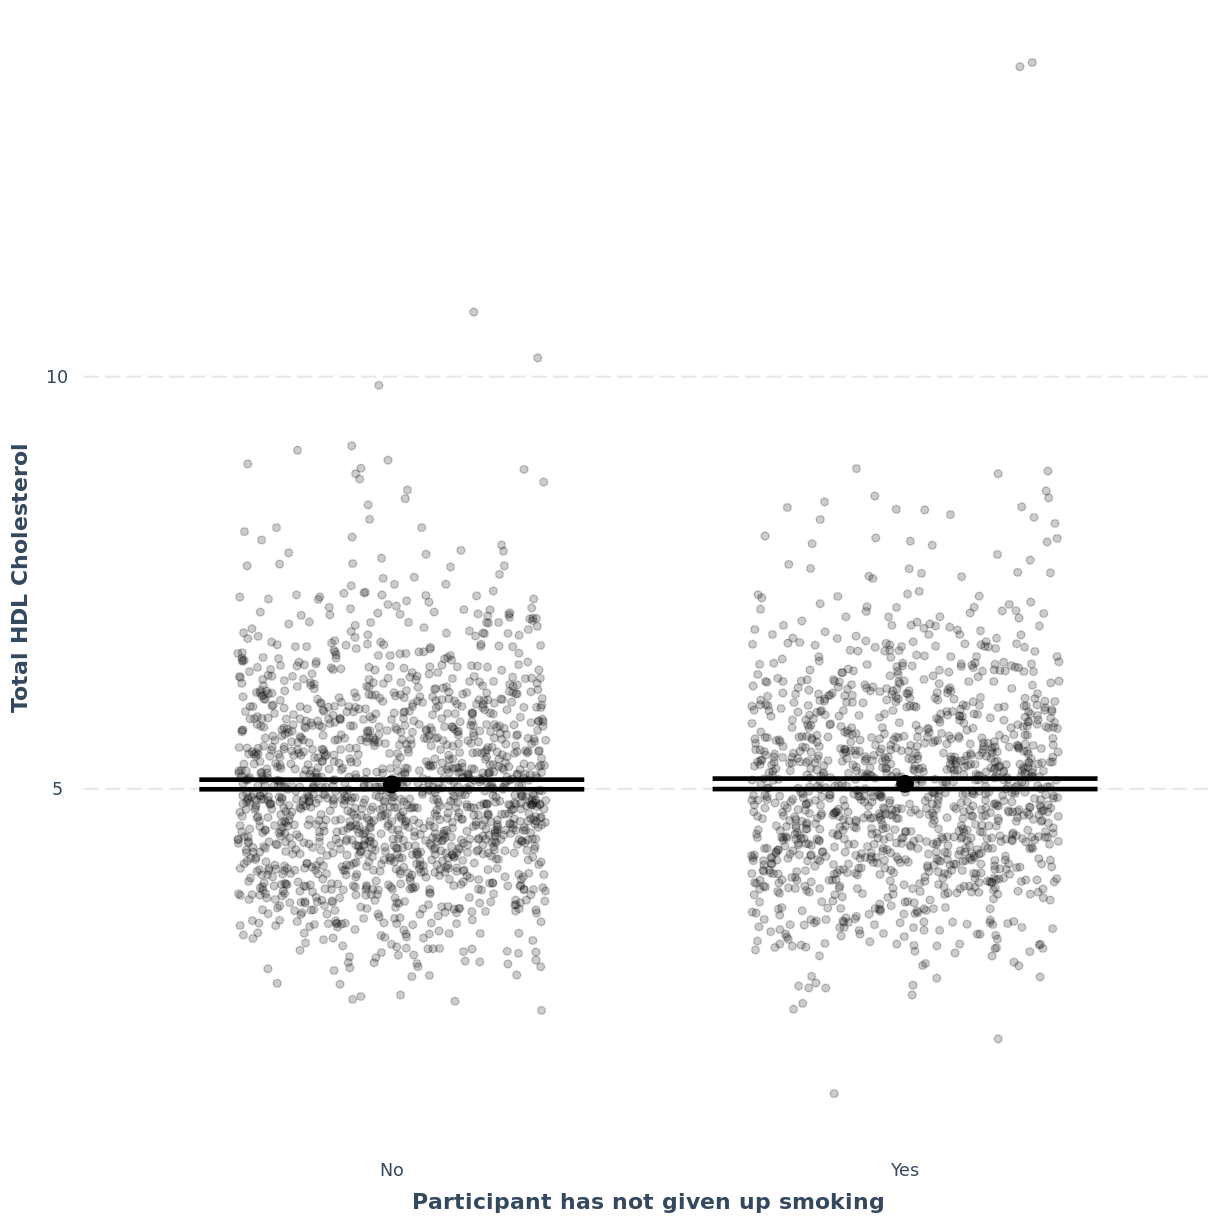 Total HDL Cholesterol
10
5
No
Yes
Participant has not given up smoking